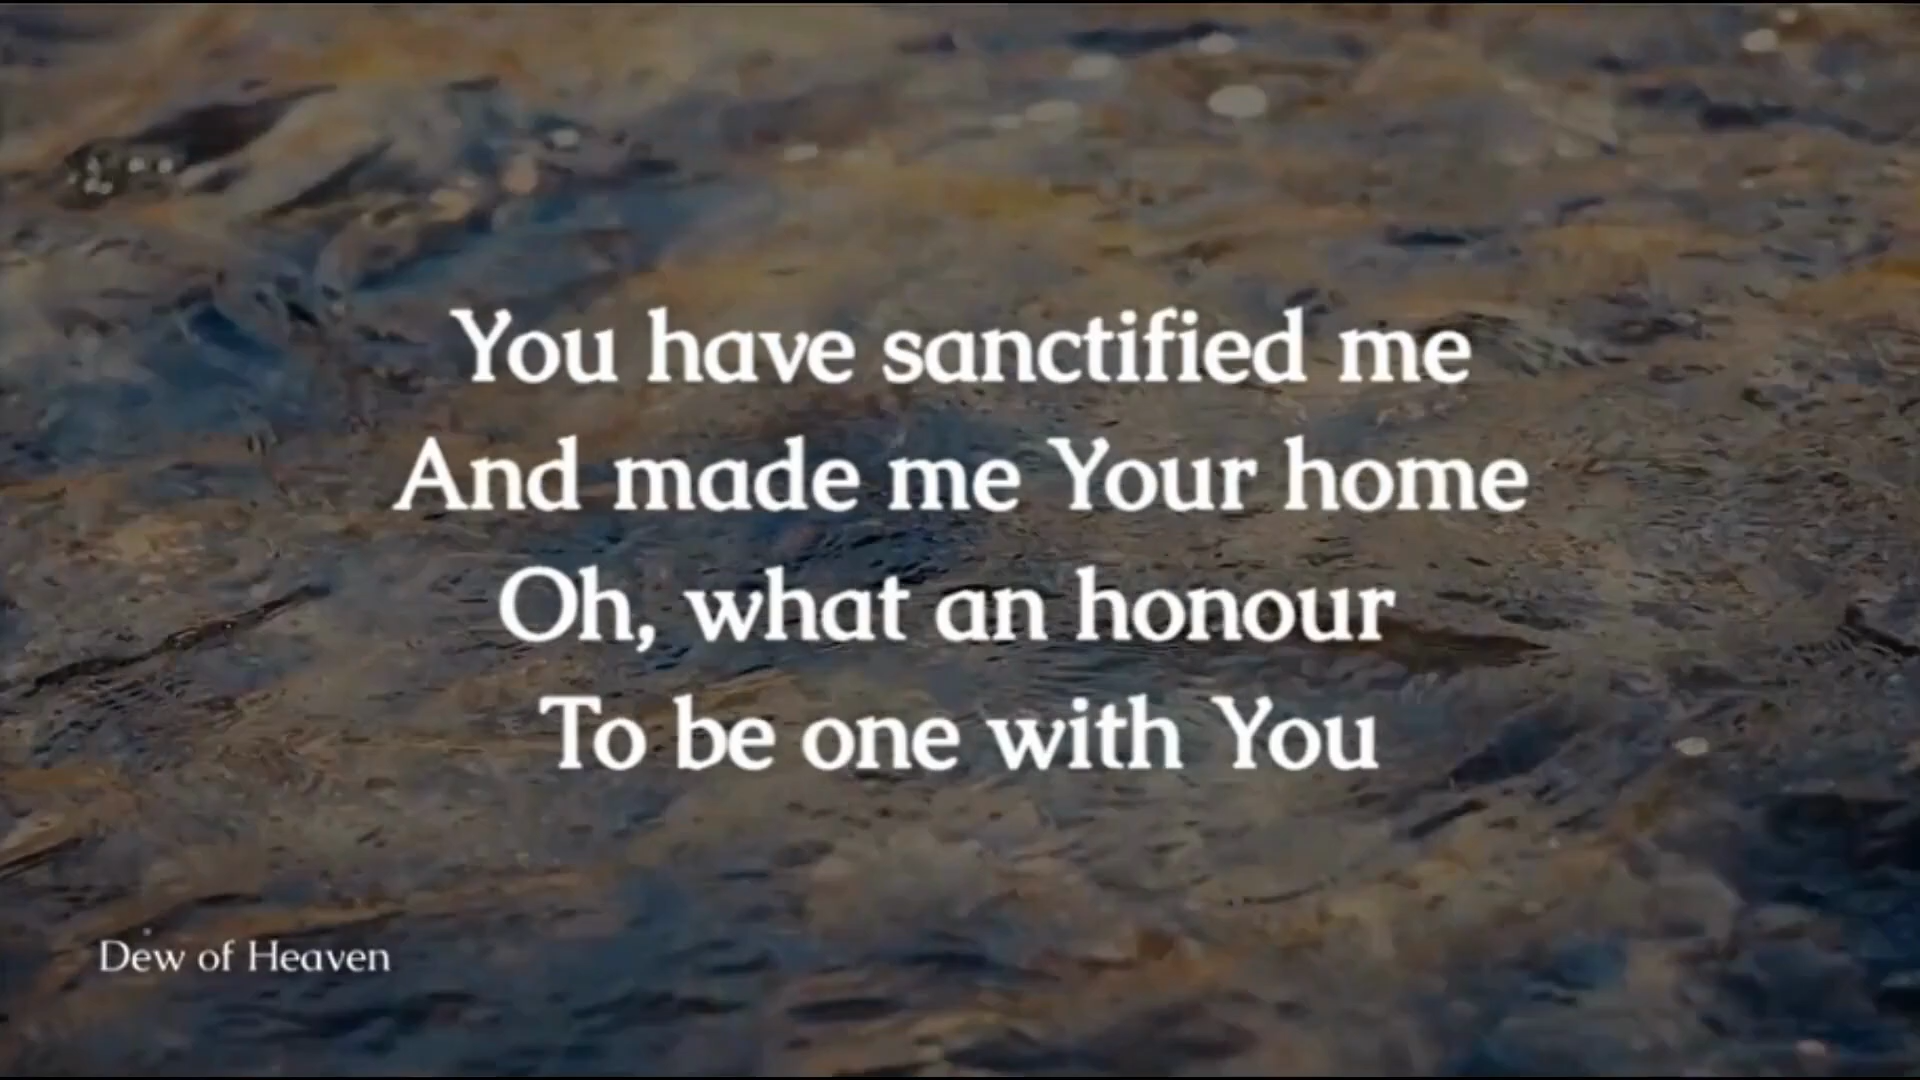 You have sanctified me
And made me Your home
Oh, what an honour
To be one with You
Dew of Heaven